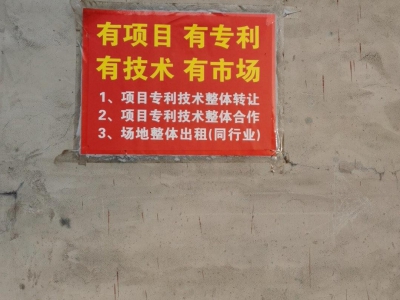 有项目 有专利
有技术 有市场
1、项目专利技术整体转让
2、项目专利技术整体合作
3、场地整体出租(同行业)